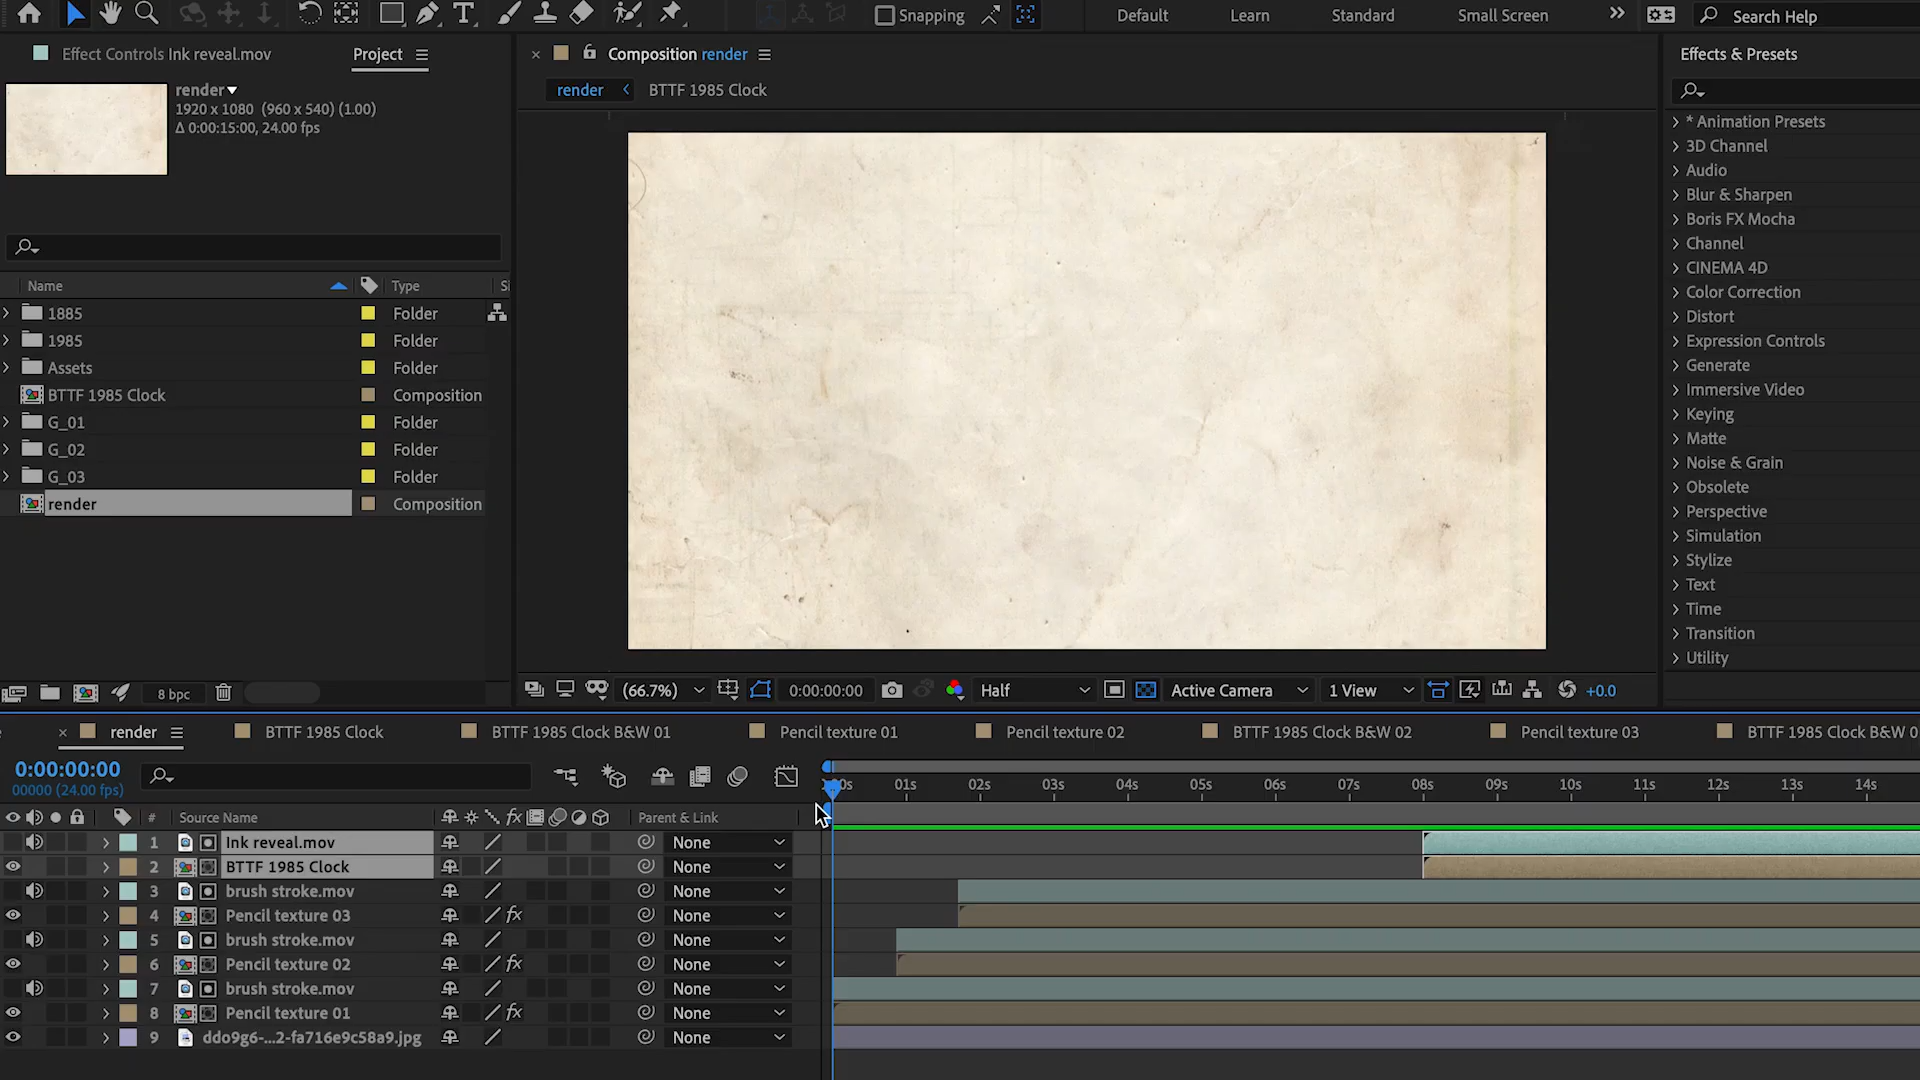 Snapping
Default
Learn
Standard
Small Screen
Search Help
Effect Controls Ink reveal.mov
Project
Composition render
Effects & Presets
render
1920 x 1080 (960 x 540) (1.00)
Δ 0:00:15:00, 24.00 fps
render
BTTF 1985 Clock
Name
Type
1885 Folder
1985 Folder
Assets Folder
BTTF 1985 Clock Composition
G_01 Folder
G_02 Folder
G_03 Folder
render Composition
* Animation Presets
3D Channel
Audio
Blur & Sharpen
Boris FX Mocha
Channel
CINEMA 4D
Color Correction
Distort
Expression Controls
Generate
Immersive Video
Keying
Matte
Noise & Grain
Obsolete
Perspective
Simulation
Stylize
Text
Time
Transition
Utility
8 bpc
(66.7%)
0:00:00:00
Half
Active Camera
1 View
+0.0
render
BTTF 1985 Clock
BTTF 1985 Clock B&W 01
Pencil texture 01
Pencil texture 02
BTTF 1985 Clock B&W 02
Pencil texture 03
BTTF 1985 Clock B&W 0
0:00:00:00
00000 (24.00 fps)
01s 02s 03s 04s 05s 06s 07s 08s 09s 10s 11s 12s 13s 14s
# Source Name fx Parent & Link
1 Ink reveal.mov None
2 BTTF 1985 Clock None
3 brush stroke.mov None
4 Pencil texture 03 fx None
5 brush stroke.mov None
6 Pencil texture 02 fx None
7 brush stroke.mov None
8 Pencil texture 01 fx None
9 ddo9g6-...2-fa716e9c58a9.jpg None